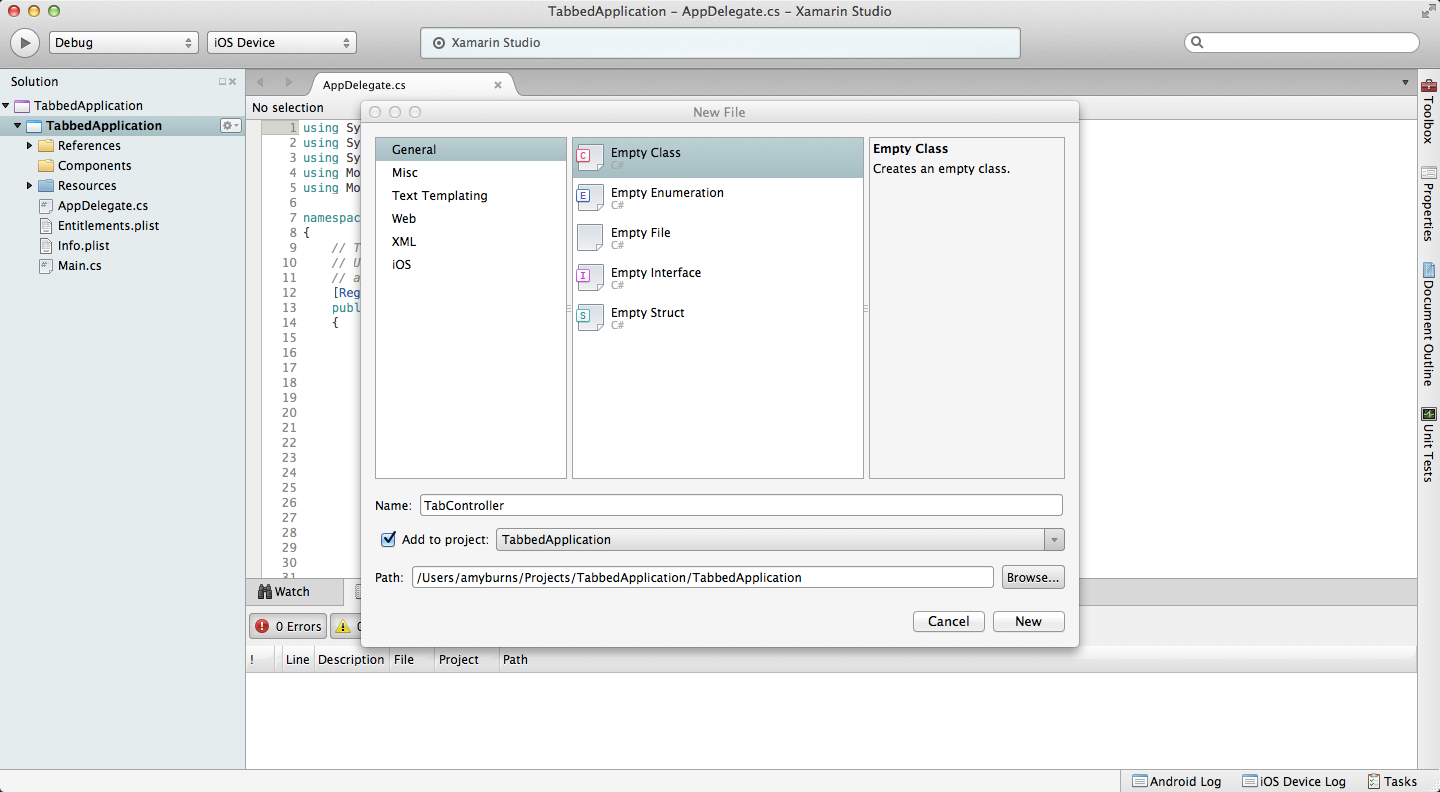 TabbedApplication – AppDelegate.cs – Xamarin Studio
Debug
iOS Device
Xamarin Studio
Solution
TabbedApplication
TabbedApplication
References
Components
Resources
AppDelegate.cs
Entitlements.plist
Info.plist
Main.cs
AppDelegate.cs
No selection
1 using Sy
2 using Sy
3 using Sy
4 using Mo
5 using Mo
6
7 namespac
8 {
9 // T
10 // U
11 // a
12 [Reg
13 publ
14 {
15
16
17
18
19
20
21
22
23
24
25
26
27
28
29
30
31
New File
General
Misc
Text Templating
Web
XML
iOS
C Empty Class
C#
E Empty Enumeration
C#
Empty File
C#
I Empty Interface
C#
S Empty Struct
C#
Empty Class
Creates an empty class.
Name: TabController
Add to project: TabbedApplication
Path: /Users/amyburns/Projects/TabbedApplication/TabbedApplication
Browse...
Cancel
New
Toolbox
Properties
Document Outline
Unit Tests
Watch
0 Errors
! Line Description File Project Path
Android Log
iOS Device Log
Tasks